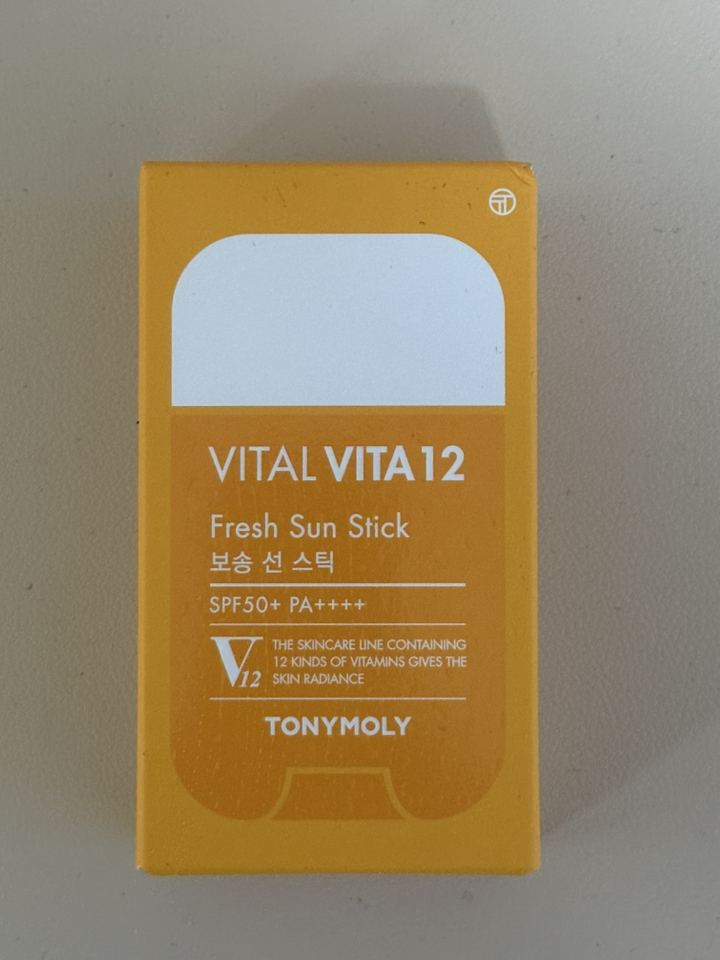 VITAL VITA12
Fresh Sun Stick
보송 선 스틱
SPF50+ PA++++
V12
THE SKINCARE LINE CONTAINING
12 KINDS OF VITAMINS GIVES THE
SKIN RADIANCE
TONYMOLY